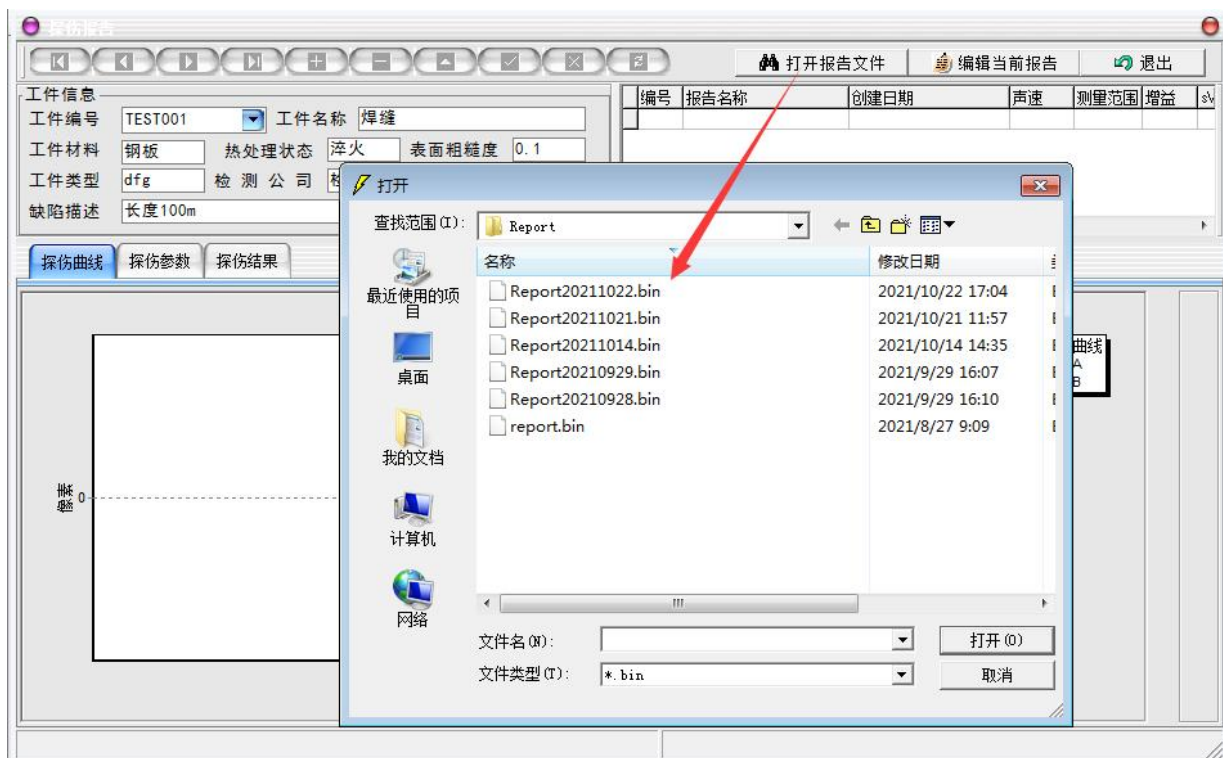 探伤报告
打开报告文件 编辑当前报告 退出
工件信息
工件编号 TEST001 工件名称 焊缝
工件材料 钢板 热处理状态 淬火 表面粗糙度 0.1
工件类型 dfg 检 测 公 司
缺陷描述 长度100m
编号 报告名称 创建日期 声速 测里范围 增益
探伤曲线 探伤参数 探伤结果
像素
0
曲线
A
B
打开
查找范围(I): Report
名称 修改日期
最近使用的项目
桌面
我的文档
计算机
网络
Report20211022.bin 2021/10/22 17:04
Report20211021.bin 2021/10/21 11:57
Report20211014.bin 2021/10/14 14:35
Report20210929.bin 2021/9/29 16:07
Report20210928.bin 2021/9/29 16:10
report.bin 2021/8/27 9:09
文件名(N): 打开(O)
文件类型(T): *.bin 取消